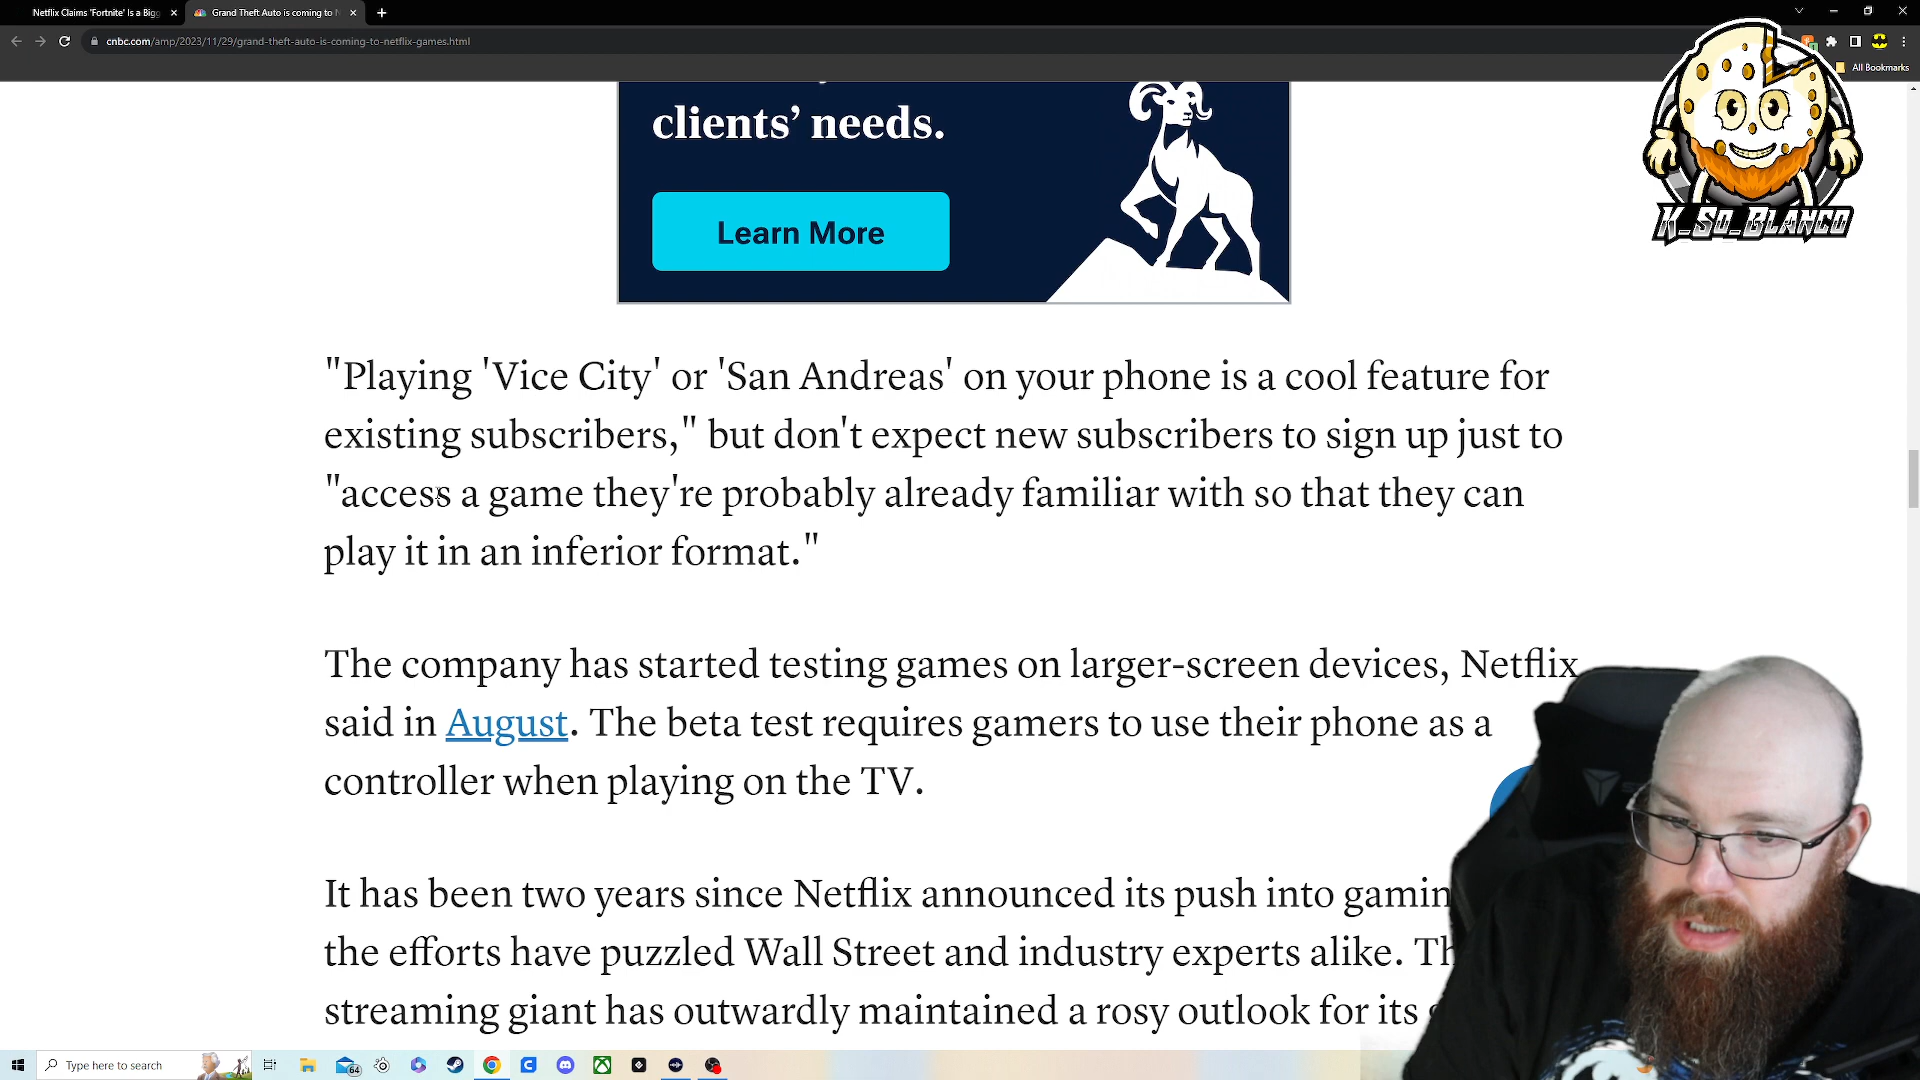 Netflix Claims 'Fortnite' Is a Bigg
Grand Theft Auto is coming to N
cnbc.com/amp/2023/11/29/grand-theft-auto-is-coming-to-netflix-games.html
All Bookmarks
clients' needs.
Learn More
K_SO_BLANCO
"Playing 'Vice City' or 'San Andreas' on your phone is a cool feature for
existing subscribers," but don't expect new subscribers to sign up just to
"access a game they're probably already familiar with so that they can
play it in an inferior format."
The company has started testing games on larger-screen devices, Netflix
said in August. The beta test requires gamers to use their phone as a
controller when playing on the TV.
It has been two years since Netflix announced its push into gamin
the efforts have puzzled Wall Street and industry experts alike. Th
streaming giant has outwardly maintained a rosy outlook for its
Type here to search
64